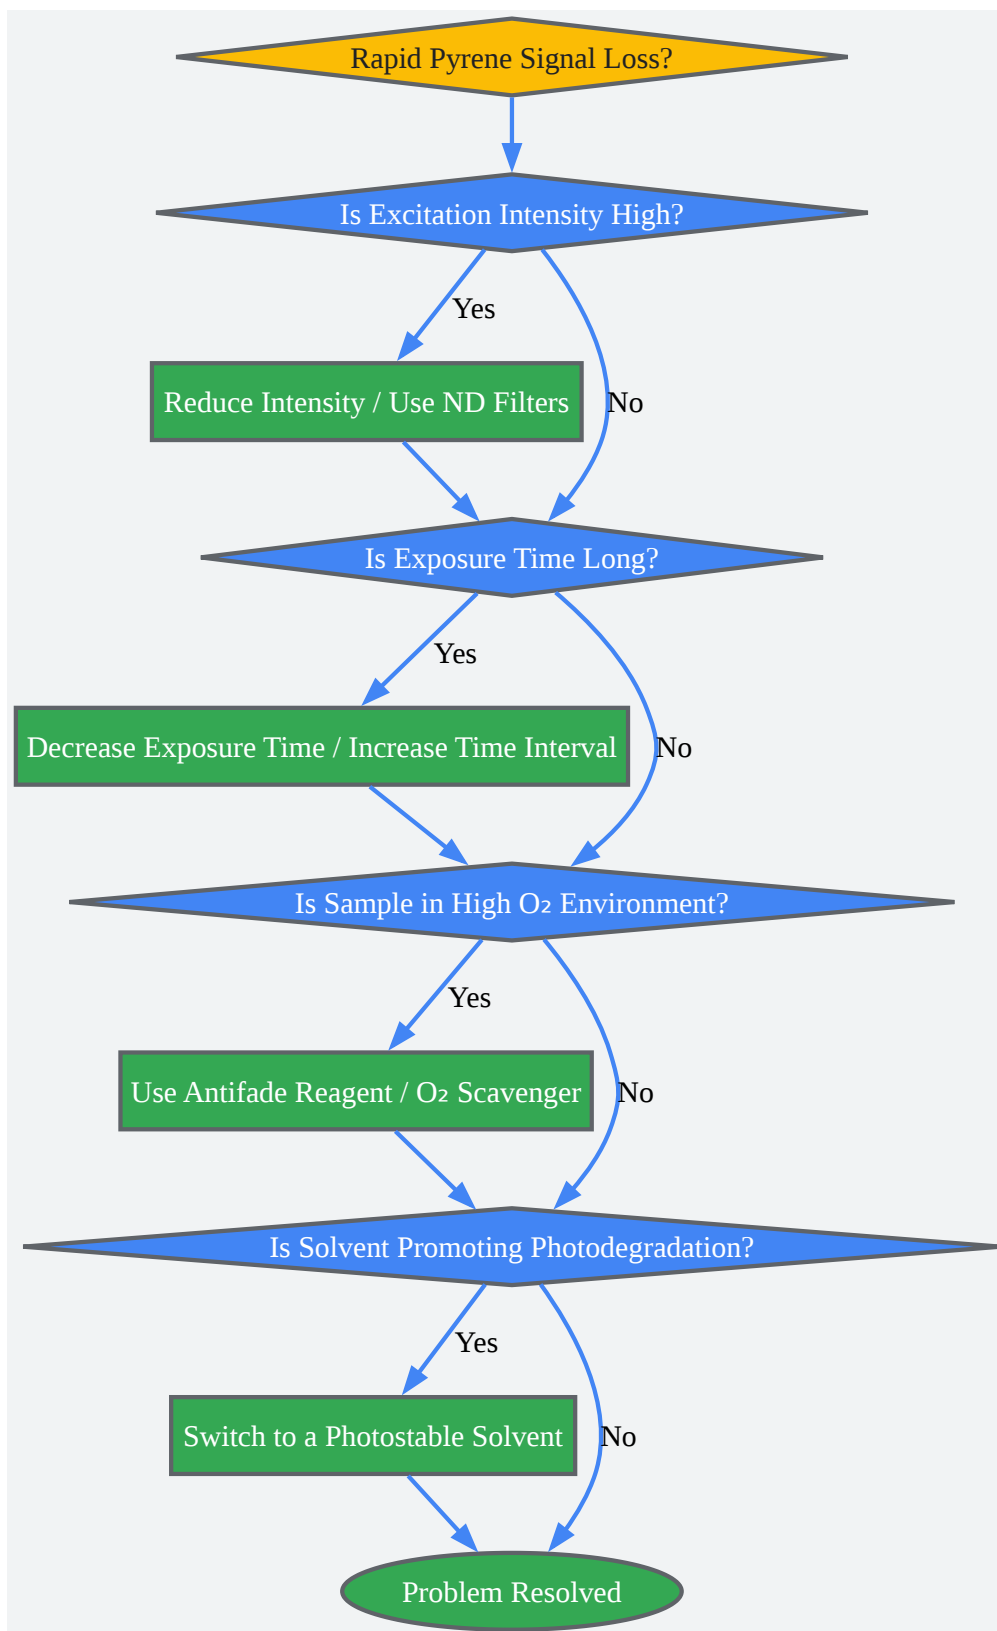 Rapid Pyrene Signal Loss?
Is Excitation Intensity High?
Yes
Reduce Intensity / Use ND Filters
No
Is Exposure Time Long?
Yes
Decrease Exposure Time / Increase Time Interval
No
Is Sample in High O₂ Environment?
Yes
Use Antifade Reagent / O₂ Scavenger
No
Is Solvent Promoting Photodegradation?
Yes
Switch to a Photostable Solvent
No
Problem Resolved